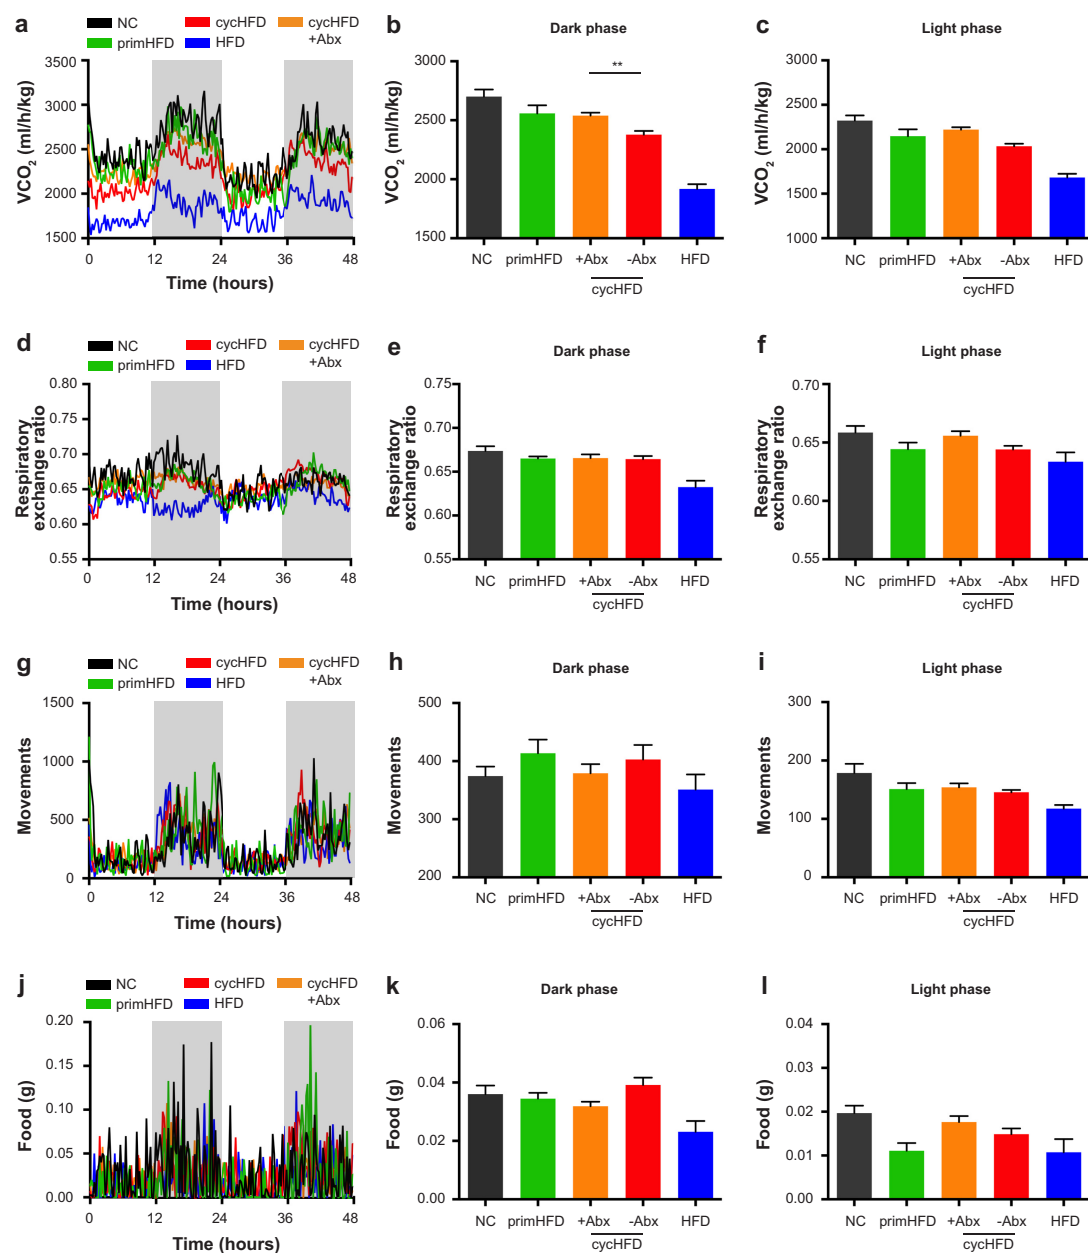 a
NC
cycHFD
cycHFD
+Abx
primHFD
HFD
3500
3000
2500
2000
1500
VCO2 (ml/h/kg)
0
12
24
36
48
Time (hours)
b
Dark phase
**
3000
2500
2000
1500
VCO2 (ml/h/kg)
NC
primHFD
+Abx
-Abx
HFD
cycHFD
c
Light phase
3000
2500
2000
1500
1000
VCO2 (ml/h/kg)
NC
primHFD
+Abx
-Abx
HFD
cycHFD
d
NC
cycHFD
cycHFD
+Abx
primHFD
HFD
0.80
0.75
0.70
0.65
0.60
0.55
Respiratory
exchange ratio
0
12
24
36
48
Time (hours)
e
Dark phase
0.75
0.70
0.65
0.60
0.55
Respiratory
exchange ratio
NC
primHFD
+Abx
-Abx
HFD
cycHFD
f
Light phase
0.70
0.65
0.60
0.55
Respiratory
exchange ratio
NC
primHFD
+Abx
-Abx
HFD
cycHFD
g
NC
cycHFD
cycHFD
+Abx
primHFD
HFD
1500
1000
500
0
Movements
0
12
24
36
48
Time (hours)
h
Dark phase
500
400
300
200
Movements
NC
primHFD
+Abx
-Abx
HFD
cycHFD
i
Light phase
300
200
100
0
Movements
NC
primHFD
+Abx
-Abx
HFD
cycHFD
j
NC
cycHFD
cycHFD
+Abx
primHFD
HFD
0.20
0.15
0.10
0.05
0.00
Food (g)
0
12
24
36
48
Time (hours)
k
Dark phase
0.06
0.04
0.02
0.00
Food (g)
NC
primHFD
+Abx
-Abx
HFD
cycHFD
l
Light phase
0.04
0.03
0.02
0.01
0.00
Food (g)
NC
primHFD
+Abx
-Abx
HFD
cycHFD